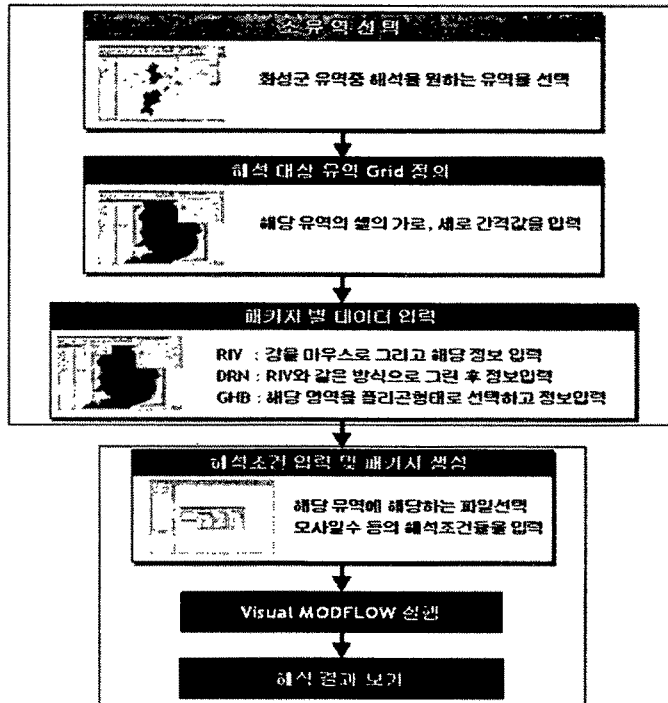 소유역선택
화성군 유역중 해석을 원하는 유역을 선택
해석 대상 유역 Grid 정의
해당 유역의 셀의 가로, 세로 간격값을 입력
패키지 별 데이터 입력
RIV : 강을 마우스로 그리고 해당 정보 입력
DRN : RIV와 같은 방식으로 그린 후 정보입력
GHB : 해당 영역을 폴리곤형태로 선택하고 정보입력
해석조건 입력 및 패키지 생성
해당 유역에 해당하는 파일선택
모사일수 등의 해석조건들을 입력
Visual MODFLOW 실행
해석 결과 보기